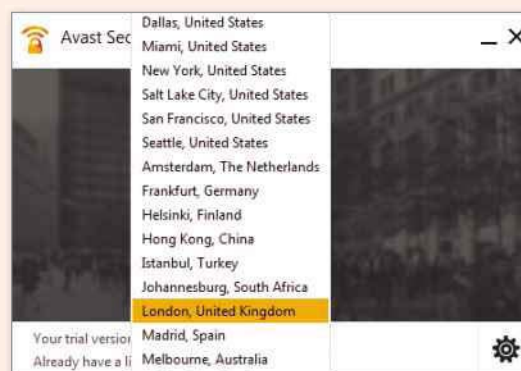 Dallas, United States
Avast Sec
Miami, United States
New York, United States
Salt Lake City, United States
San Francisco, United States
Seattle, United States
Amsterdam, The Netherlands
Frankfurt, Germany
Helsinki, Finland
Hong Kong, China
Istanbul, Turkey
Johannesburg, South Africa
London, United Kingdom
Madrid, Spain
Melbourne, Australia
Your trial version
Already have a li